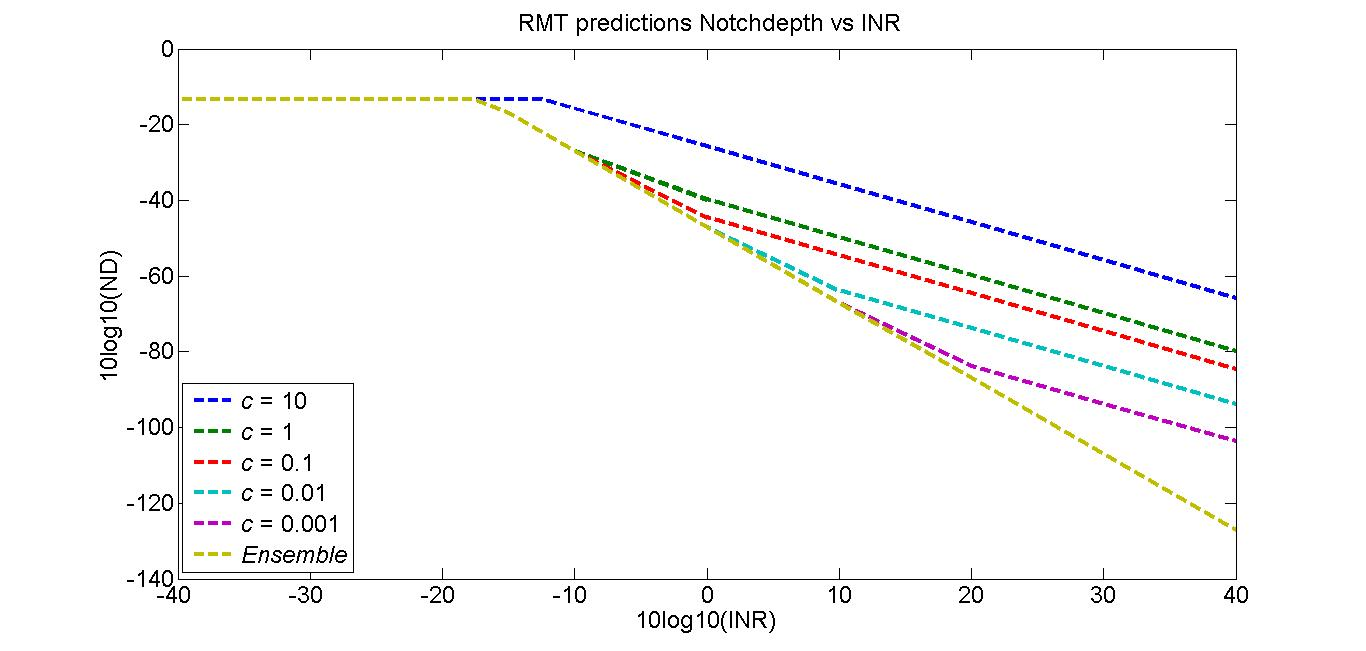 RMT predictions Notchdepth vs INR
0
-20
-40
-60
-80
-100
-120
-140
10log10(ND)
c = 10
c = 1
c = 0.1
c = 0.01
c = 0.001
Ensemble
-40 -30 -20 -10 0 10 20 30 40
10log10(INR)